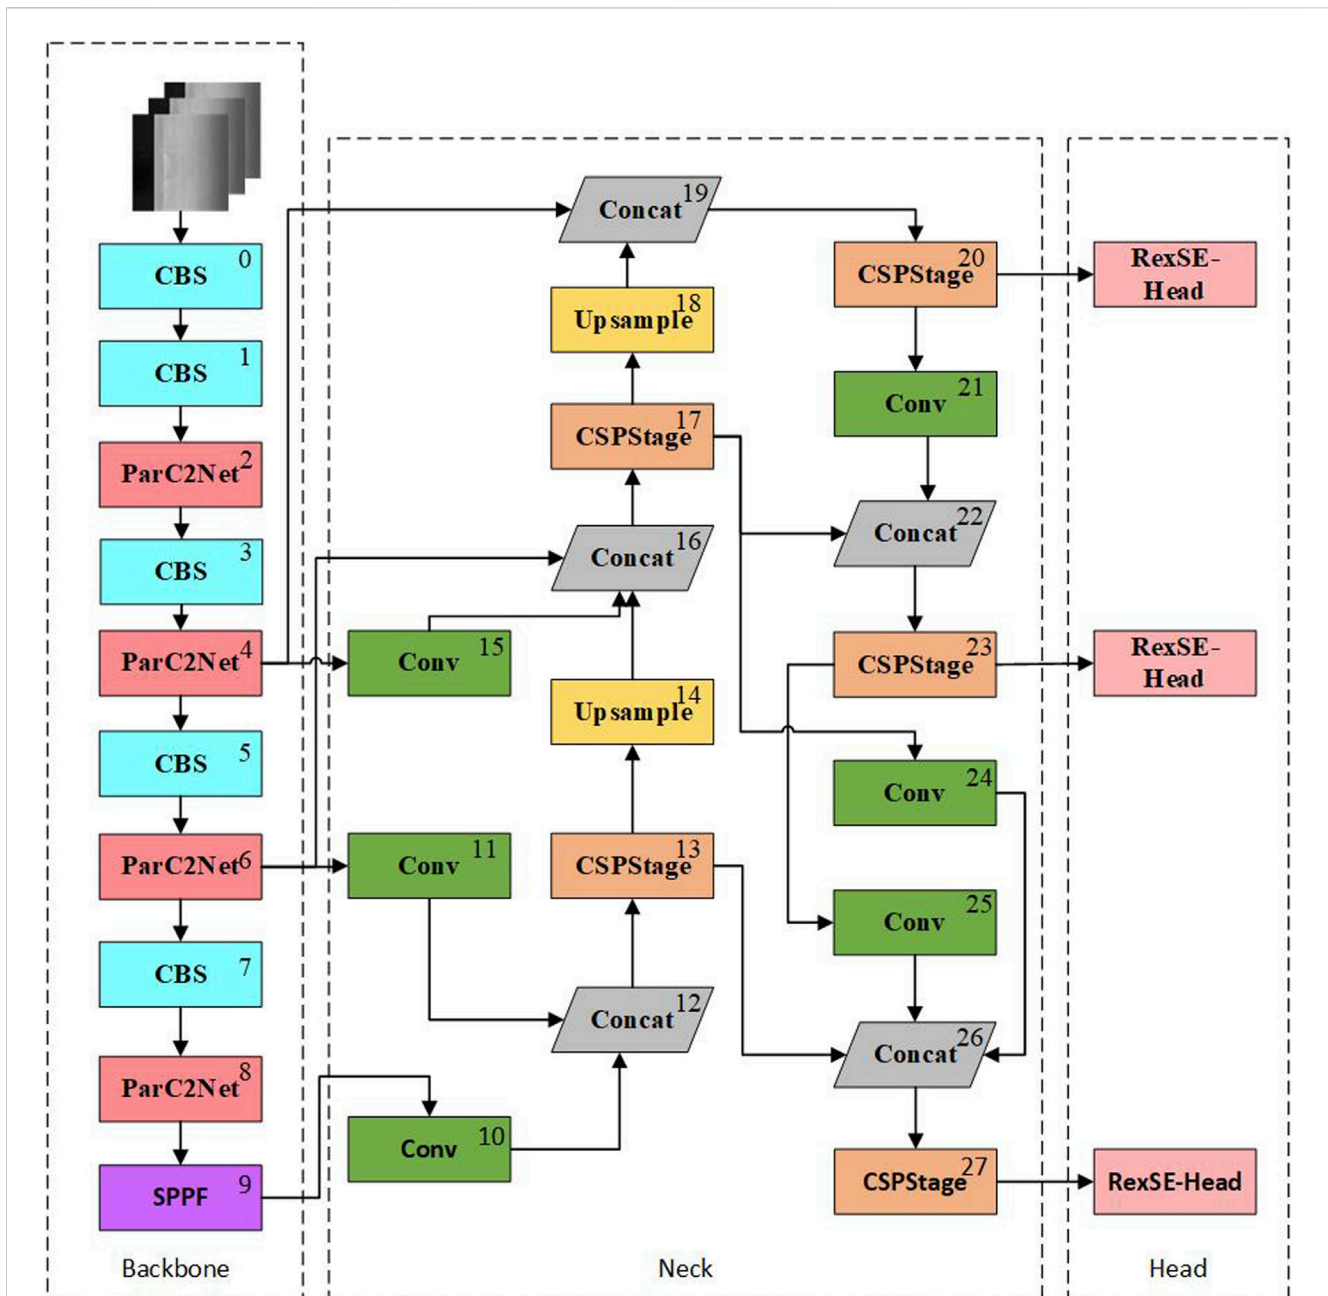 0
CBS
1
CBS
2
ParC2Net
3
CBS
4
ParC2Net
5
CBS
6
ParC2Net
7
CBS
8
ParC2Net
9
SPPF
Backbone
19
Concat
18
Upsample
17
CSPStage
16
Concat
15
Conv
14
Upsample
11
Conv
13
CSPStage
12
Concat
10
Conv
20
CSPStage
21
Conv
22
Concat
23
CSPStage
24
Conv
25
Conv
26
Concat
27
CSPStage
Neck
RexSE-
Head
RexSE-
Head
RexSE-Head
Head